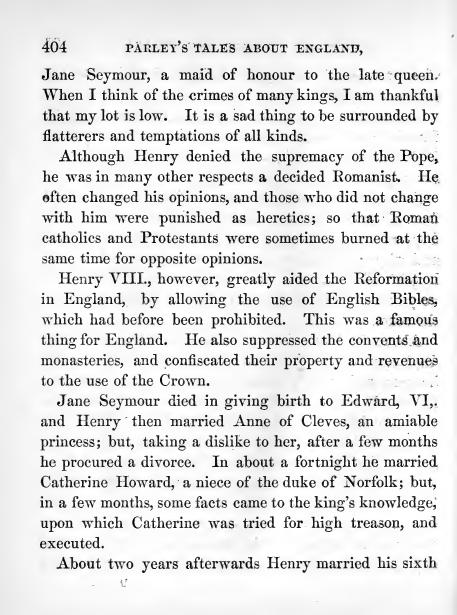 404 PARLEY'S TALES ABOUT ENGLAND,
Jane Seymour, a maid of honour to the late queen.
When I think of the crimes of many kings, I am thankful
that my lot is low. It is a sad thing to be surrounded by
flatterers and temptations of all kinds.
Although Henry denied the supremacy of the Pope,
he was in many other respects a decided Romanist. He
often changed his opinions, and those who did not change
with him were punished as heretics; so that Roman
catholics and Protestants were sometimes burned at the
same time for opposite opinions.
Henry VIII., however, greatly aided the Reformation
in England, by allowing the use of English Bibles,
which had before been prohibited. This was a famous
thing for England. He also suppressed the convents and
monasteries, and confiscated their property and revenues
to the use of the Crown.
Jane Seymour died in giving birth to Edward, VI,.
and Henry then married Anne of Cleves, an amiable
princess; but, taking a dislike to her, after a few months
he procured a divorce. In about a fortnight he married
Catherine Howard, a niece of the duke of Norfolk; but,
in a few months, some facts came to the king's knowledge,
upon which Catherine was tried for high treason, and
executed.
About two years afterwards Henry married his sixth